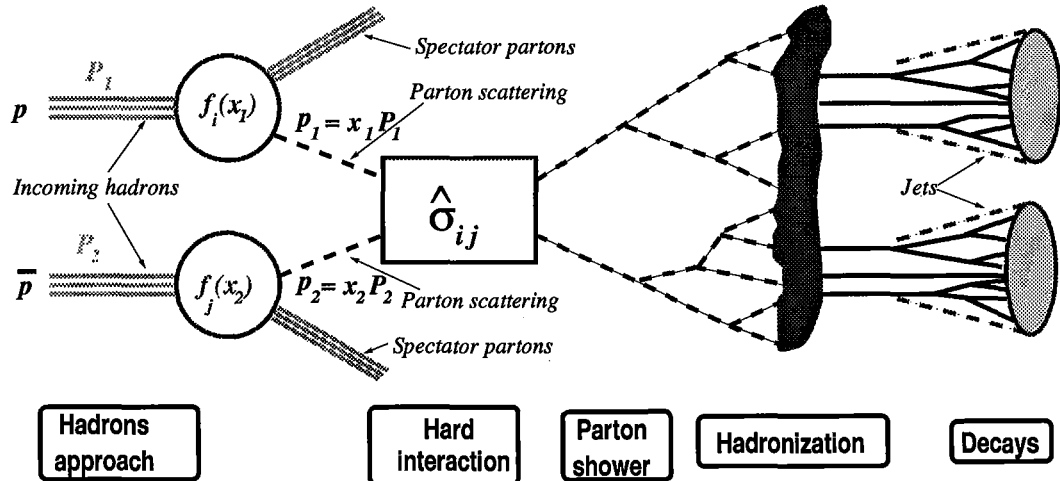 Spectator partons
P₁
Parton scattering
p
fᵢ(x₁)
p₁ = x₁P₁
Incoming hadrons
Jets
σ̂ᵢⱼ
P₂
p̅
fⱼ(x₂)
p₂= x₂P₂
Parton scattering
Spectator partons
Hadrons
approach
Hard
interaction
Parton
shower
Hadronization
Decays